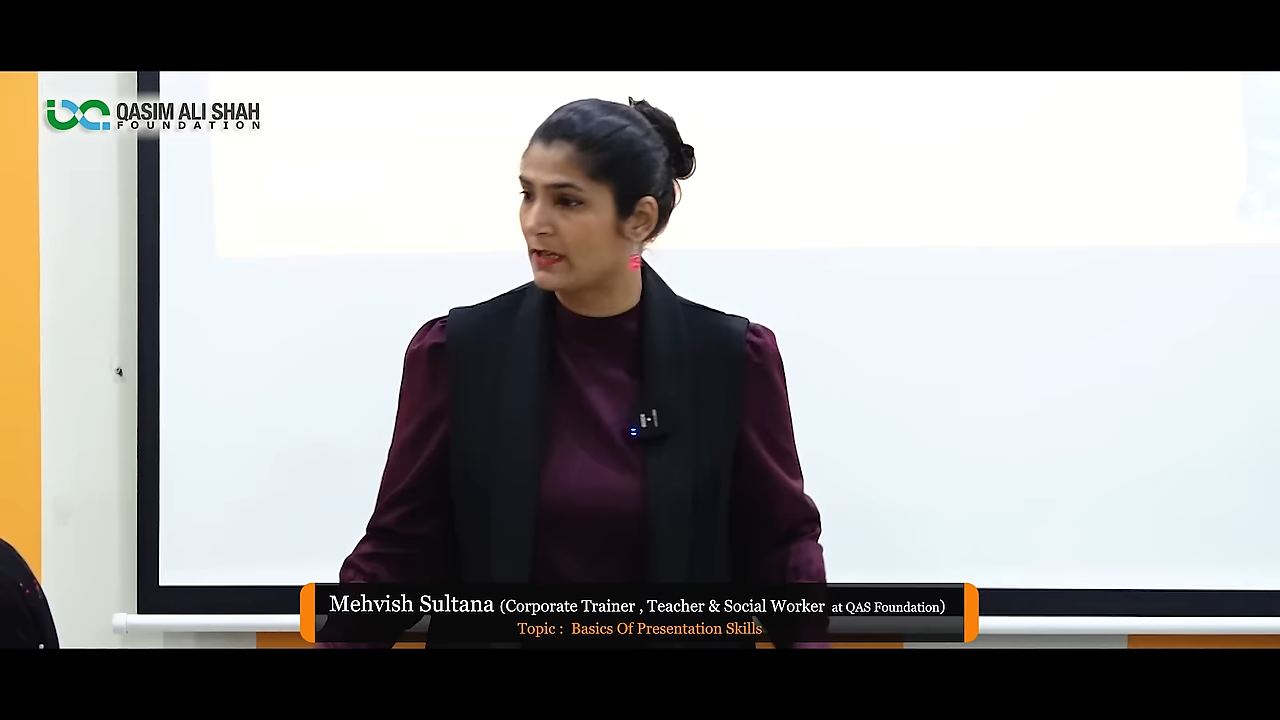 QASIM ALI SHAH
FOUNDATION
Mehvish Sultana (Corporate Trainer , Teacher & Social Worker at QAS Foundation)
Topic : Basics Of Presentation Skills